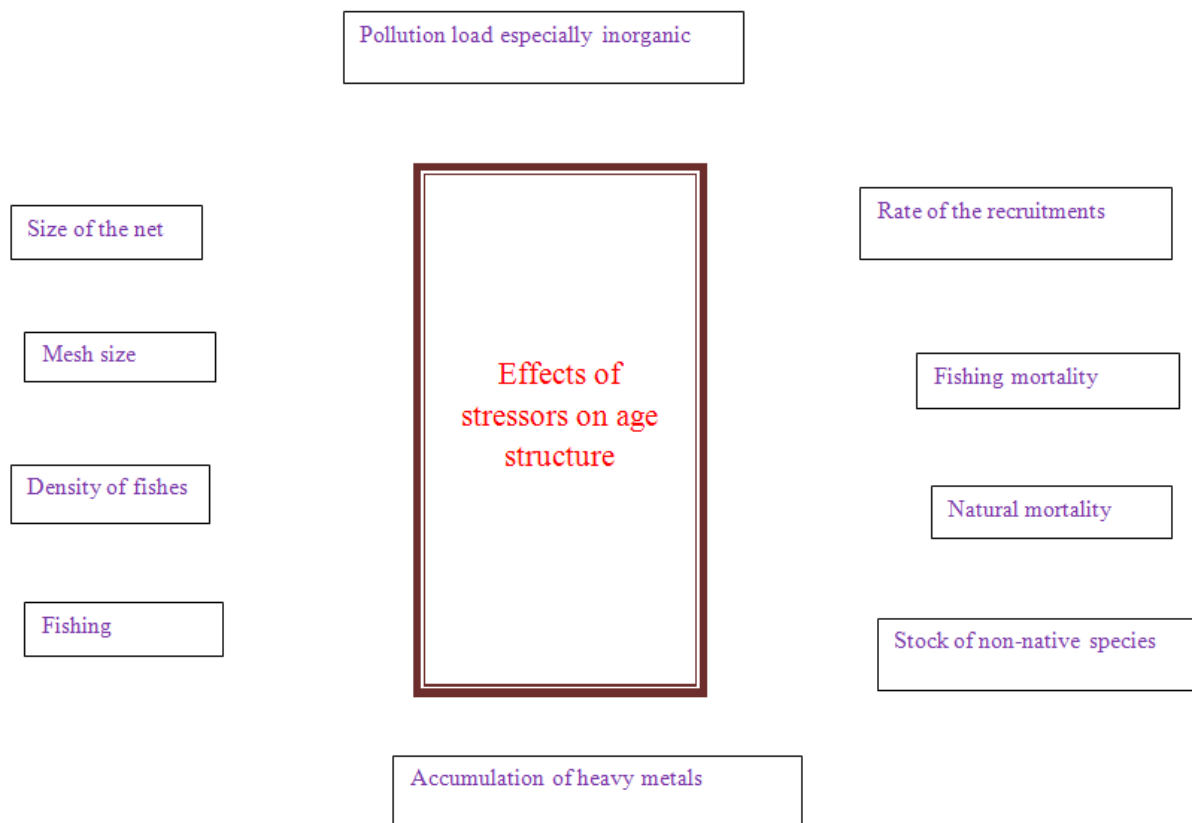 Pollution load especially inorganic
Size of the net
Rate of the recruitments
Mesh size
Effects of
stressors on age
structure
Fishing mortality
Density of fishes
Natural mortality
Fishing
Stock of non-native species
Accumulation of heavy metals